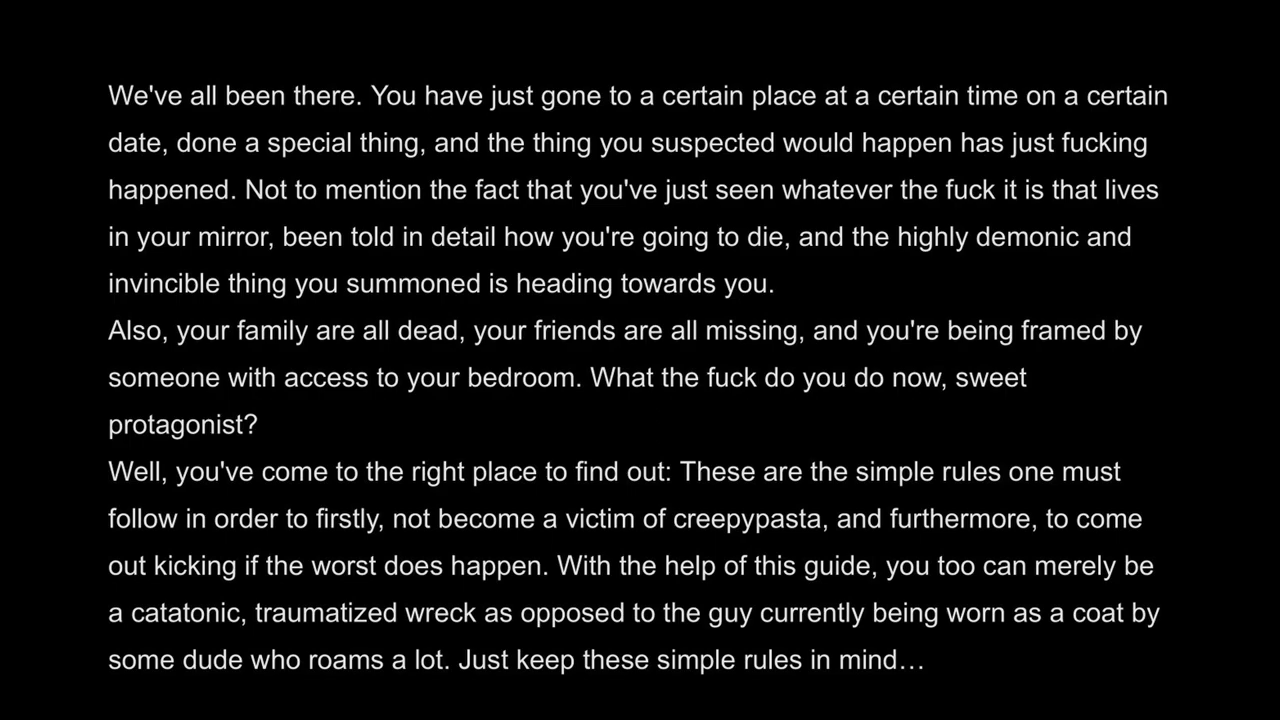 We've all been there. You have just gone to a certain place at a certain time on a certain
date, done a special thing, and the thing you suspected would happen has just fucking
happened. Not to mention the fact that you've just seen whatever the fuck it is that lives
in your mirror, been told in detail how you're going to die, and the highly demonic and
invincible thing you summoned is heading towards you.
Also, your family are all dead, your friends are all missing, and you're being framed by
someone with access to your bedroom. What the fuck do you do now, sweet
protagonist?
Well, you've come to the right place to find out: These are the simple rules one must
follow in order to firstly, not become a victim of creepypasta, and furthermore, to come
out kicking if the worst does happen. With the help of this guide, you too can merely be
a catatonic, traumatized wreck as opposed to the guy currently being worn as a coat by
some dude who roams a lot. Just keep these simple rules in mind…